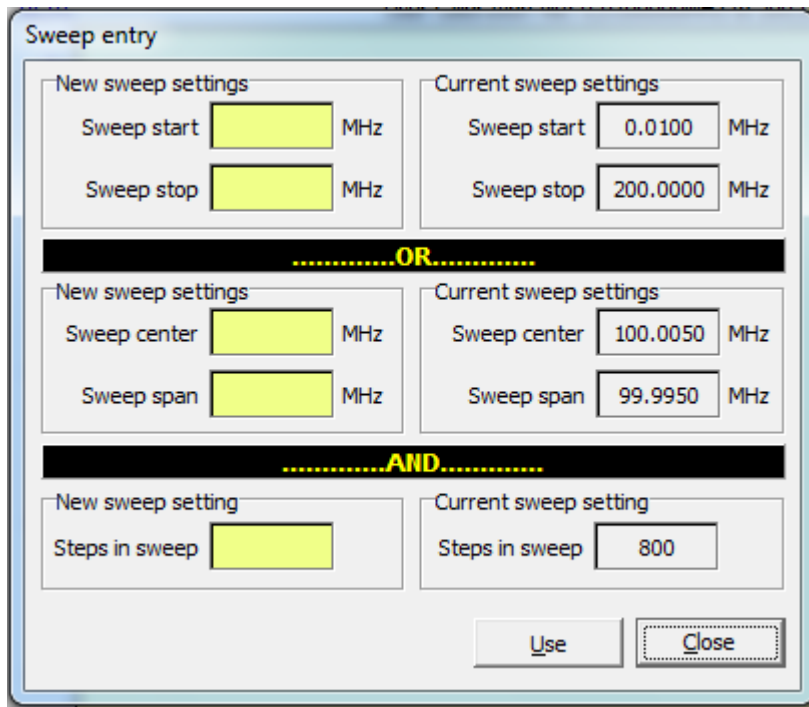 Sweep entry
New sweep settings
Sweep start MHz
Sweep stop MHz
Current sweep settings
Sweep start 0.0100 MHz
Sweep stop 200.0000 MHz
.............OR.............
New sweep settings
Sweep center MHz
Sweep span MHz
Current sweep settings
Sweep center 100.0050 MHz
Sweep span 99.9950 MHz
.............AND.............
New sweep setting
Steps in sweep
Current sweep setting
Steps in sweep 800
Use
Close